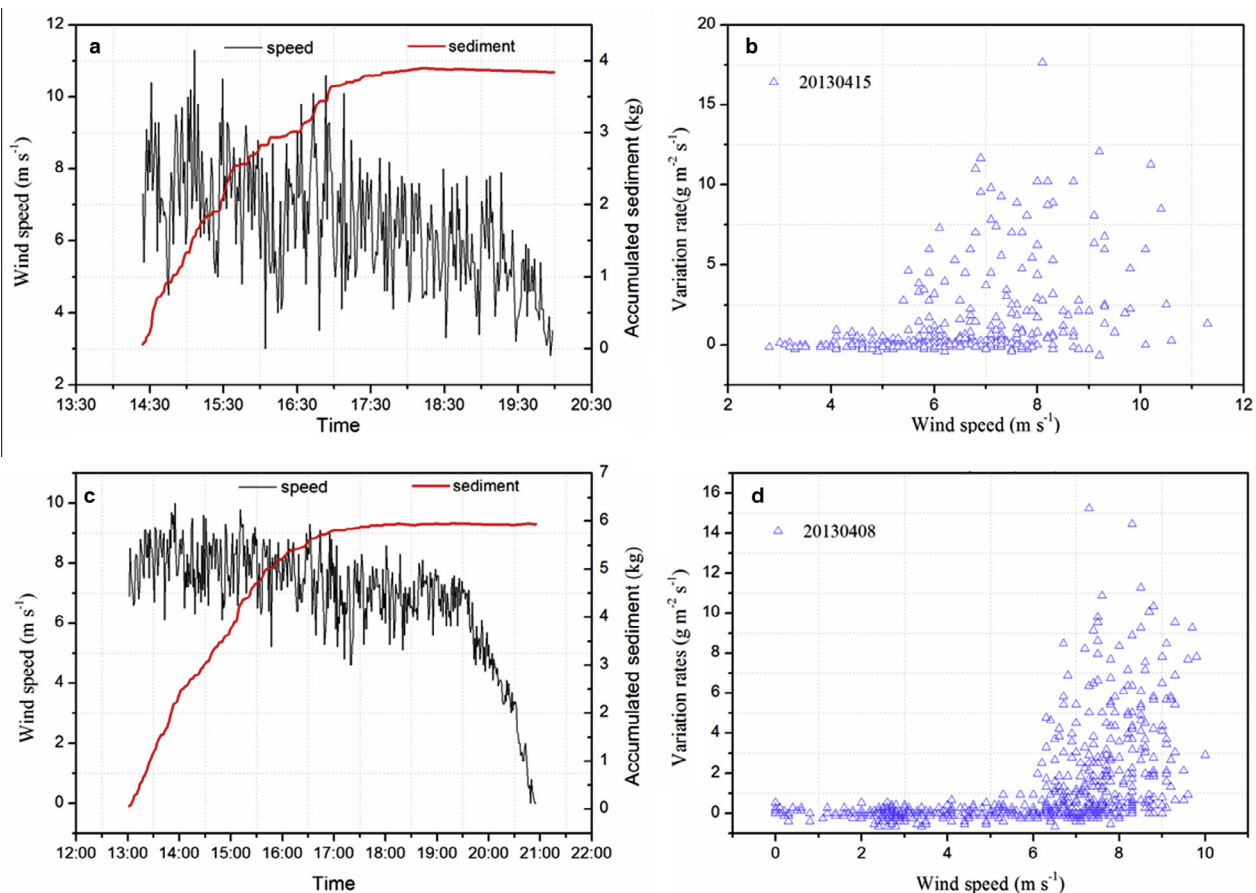 a
speed
sediment
12
10
8
6
4
2
Wind speed (m s-1)
4
3
2
1
0
Accumulated sediment (kg)
13:30 14:30 15:30 16:30 17:30 18:30 19:30 20:30
Time
b
20130415
20
15
10
5
0
Variation rate(g m-2 s-1)
2 4 6 8 10 12
Wind speed (m s-1)
c
speed
sediment
10
8
6
4
2
0
Wind speed (m s-1)
7
6
5
4
3
2
1
0
Accumulated sediment (kg)
12:00 13:00 14:00 15:00 16:00 17:00 18:00 19:00 20:00 21:00 22:00
Time
d
20130408
16
14
12
10
8
6
4
2
0
Variation rates (g m-2 s-1)
0 2 4 6 8 10
Wind speed (m s-1)